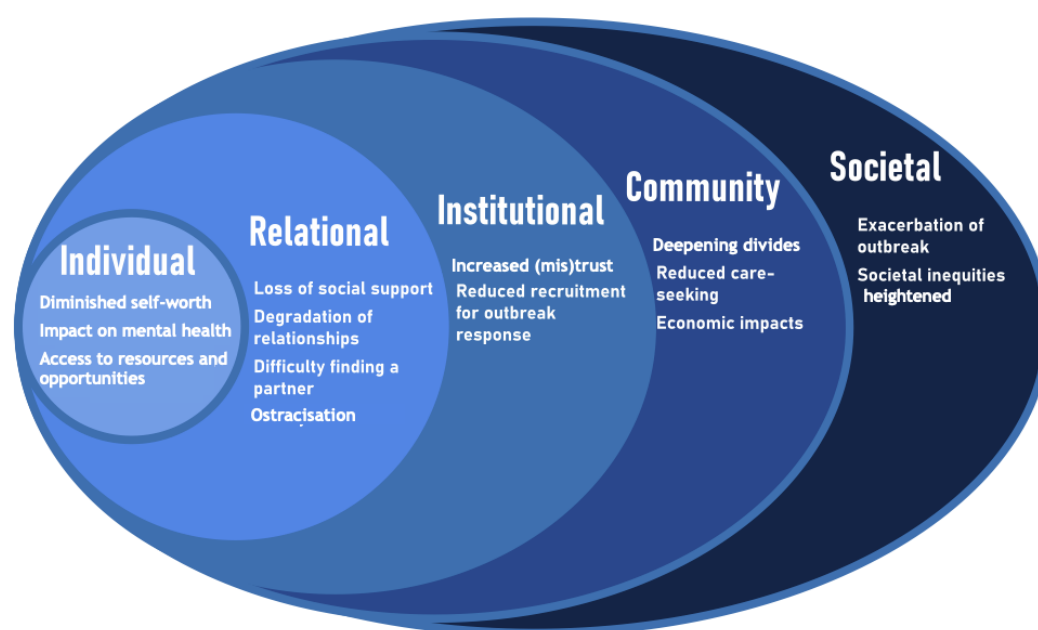 Individual
Diminished self-worth
Impact on mental health
Access to resources and
opportunities
Relational
Loss of social support
Degradation of
relationships
Difficulty finding a
partner
Ostracisation
Institutional
Increased (mis)trust
Reduced recruitment
for outbreak
response
Community
Deepening divides
Reduced care-
seeking
Economic impacts
Societal
Exacerbation of
outbreak
Societal inequities
heightened